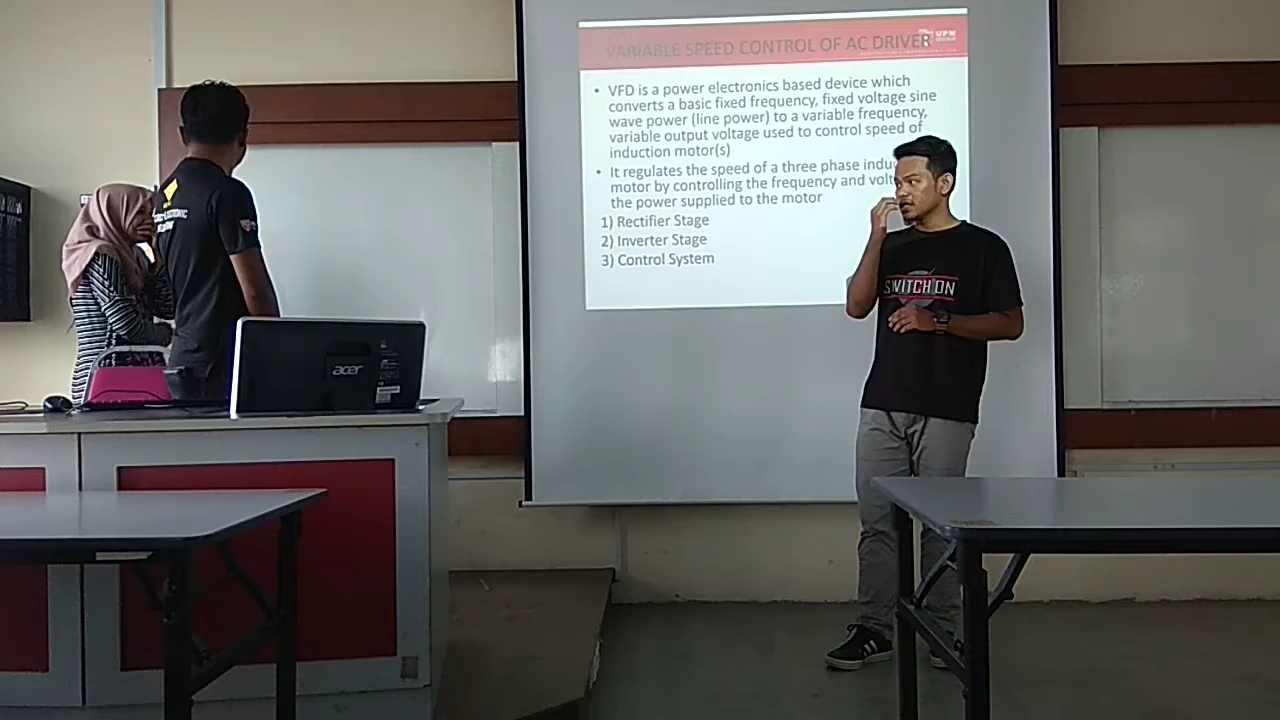 VARIABLE SPEED CONTROL OF AC DRIVER
UPM
• VFD is a power electronics based device which
converts a basic fixed frequency, fixed voltage sine
wave power (line power) to a variable frequency,
variable output voltage used to control speed of
induction motor(s)
• It regulates the speed of a three phase induc
motor by controlling the frequency and volt
the power supplied to the motor
1) Rectifier Stage
2) Inverter Stage
3) Control System
SWITCH ON
acer